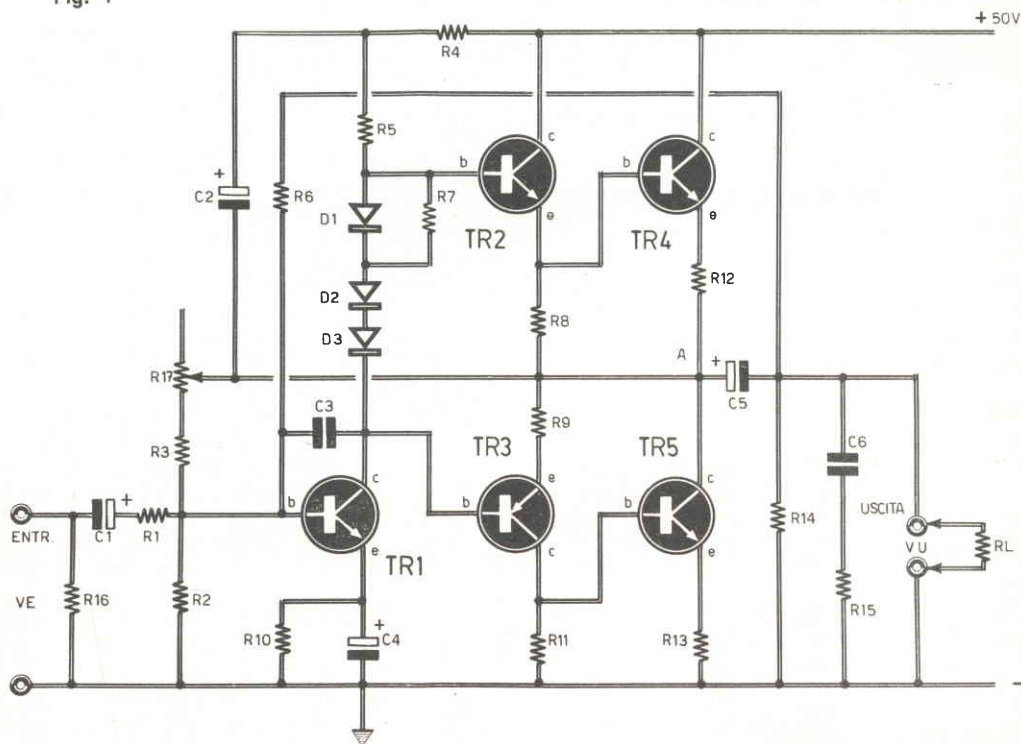 Fig. 1
+ 50V
R4
c
c
R5
b
b
C2
+
R6
D1
R7
e
e
TR2
TR4
D2
R12
R8
D3
A
+
R17
C5
C3
R9
TR3
TR5
C6
R3
c
e
c
b
b
b
R14
USCITA
ENTR.
C1
+
R1
VU
RL
e
c
e
TR1
VE
R16
R2
R15
+
R10
C4
R11
R13
-